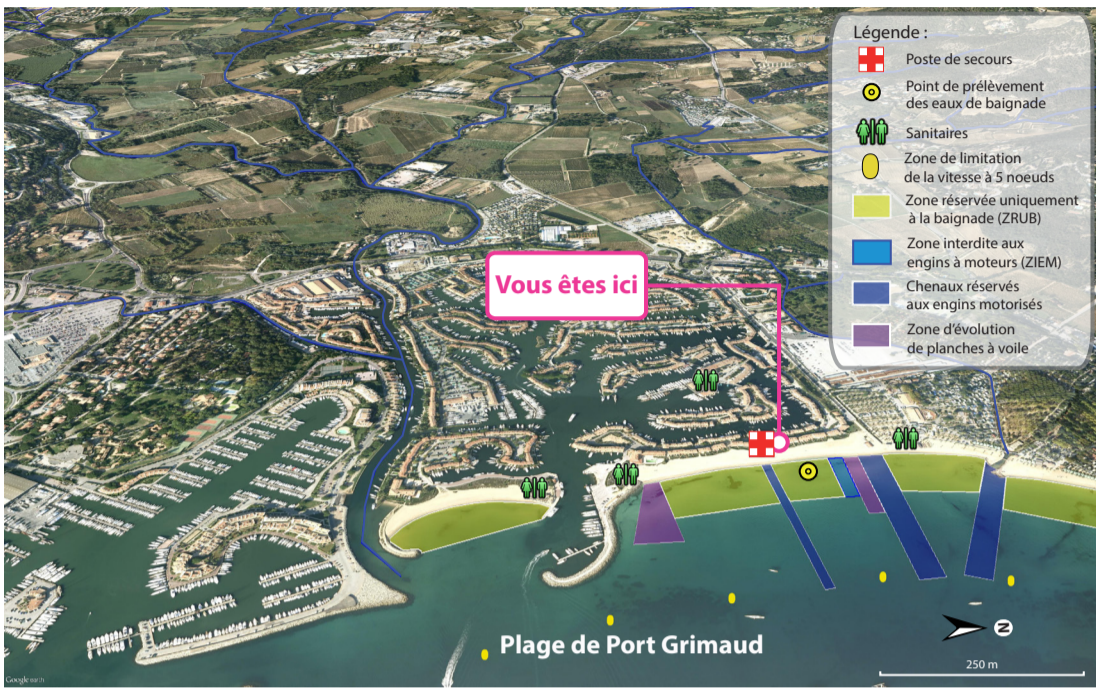 Légende :
Poste de secours
Point de prélèvement
des eaux de baignade
Sanitaires
Zone de limitation
de la vitesse à 5 noeuds
Zone réservée uniquement
à la baignade (ZRUB)
Zone interdite aux
engins à moteurs (ZIEM)
Chenaux réservés
aux engins motorisés
Zone d'évolution
de planches à voile
Vous êtes ici
Plage de Port Grimaud
N
250 m
Google earth